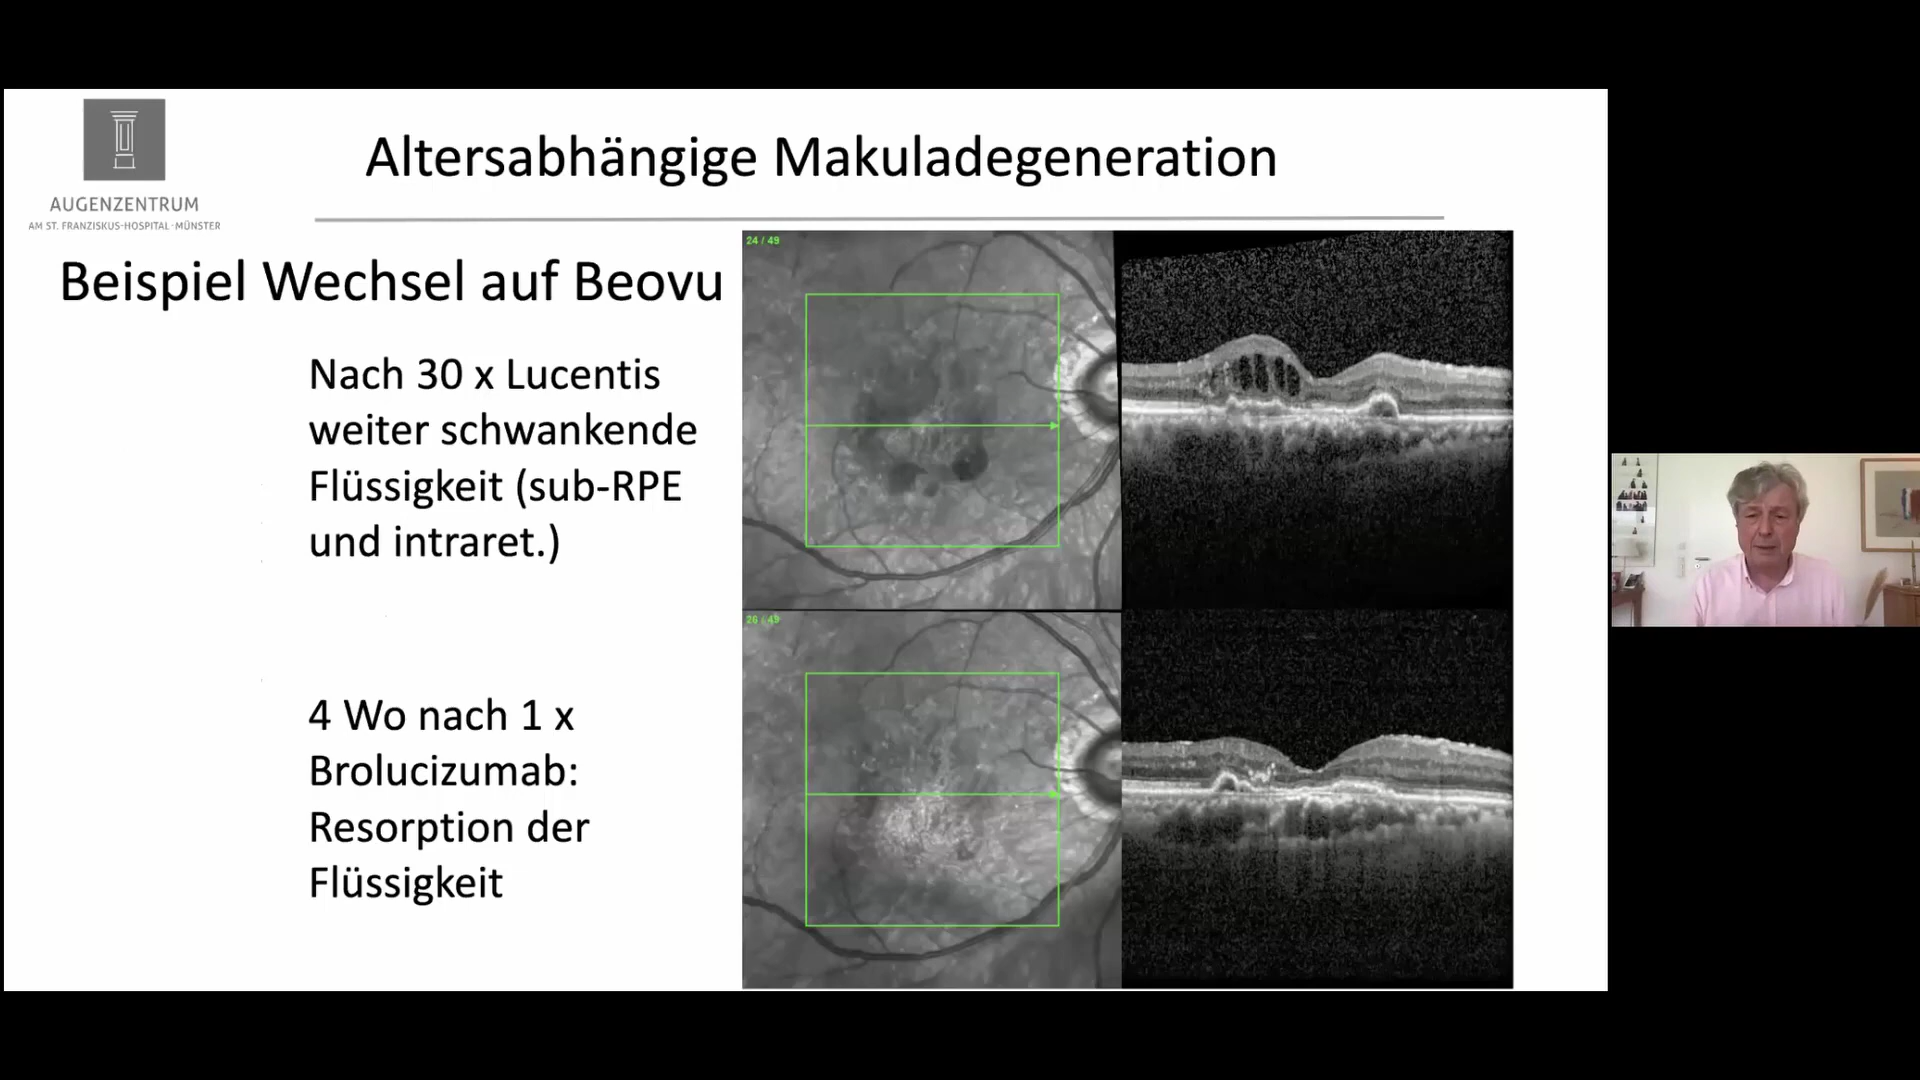 AUGENZENTRUM
AM ST. FRANZISKUS-HOSPITAL·MÜNSTER
Altersabhängige Makuladegeneration
Beispiel Wechsel auf Beovu
Nach 30 x Lucentis
weiter schwankende
Flüssigkeit (sub-RPE
und intraret.)
4 Wo nach 1 x
Brolucizumab:
Resorption der
Flüssigkeit
24 / 49
26 / 49